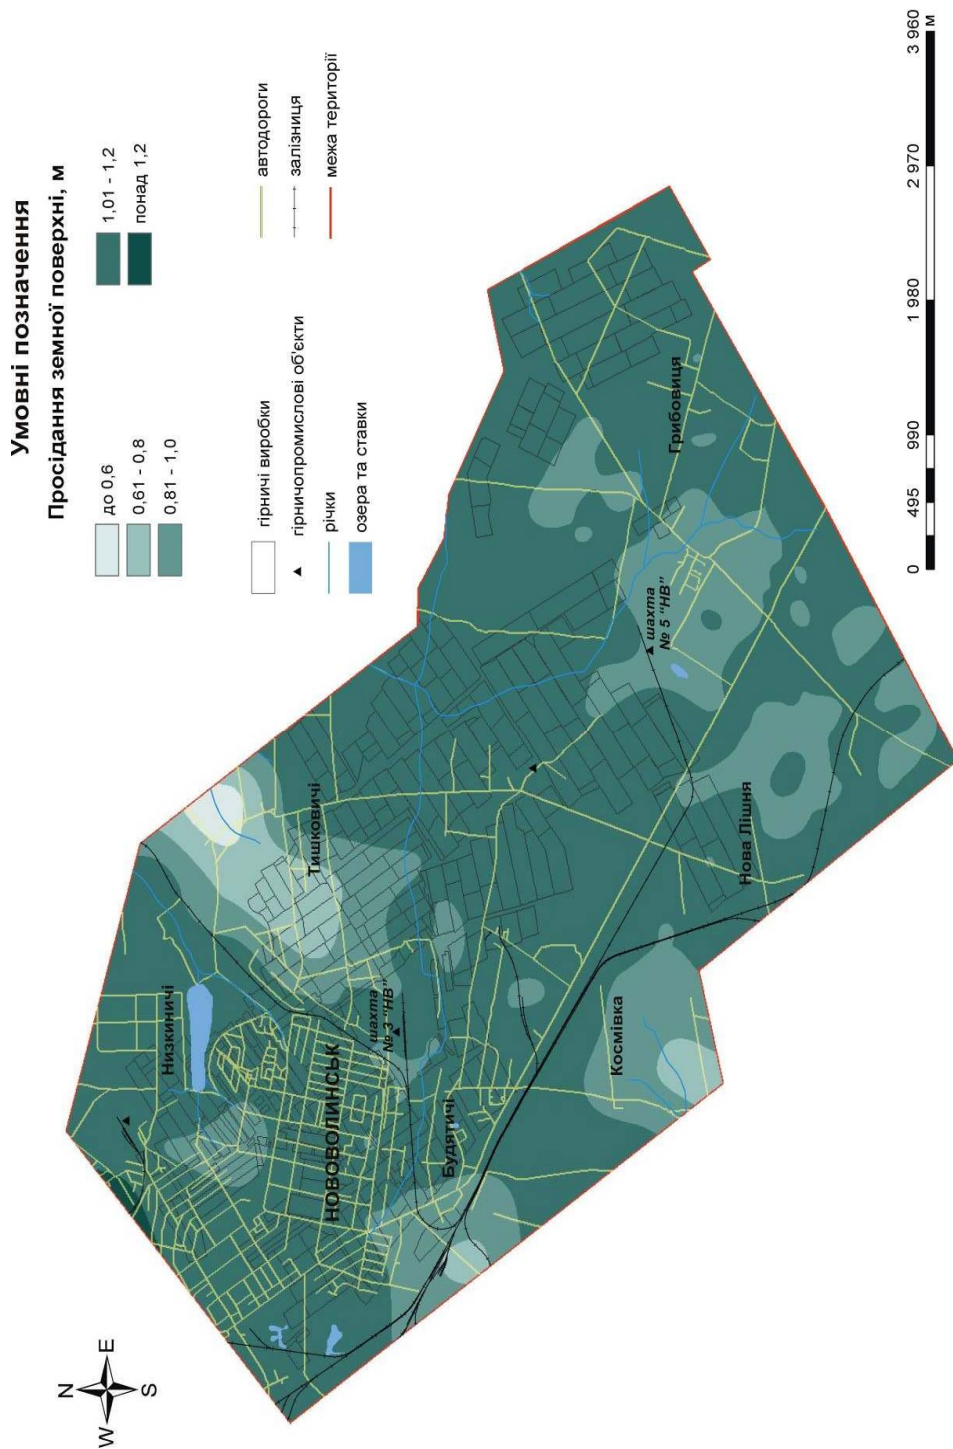 Умовні позначення
Просідання земної поверхні, м
до 0,6
0,61 - 0,8
0,81 - 1,0
1,01 - 1,2
понад 1,2
гірничі виробки
гірничопромислові об'єкти
річки
озера та ставки
автодороги
залізниця
межа території
N
W
E
S
Низкиничі
НОВОВОЛИНСЬК
Тишковичі
шахта
№ 3 “НВ”
Будятичі
Космівка
Нова Лішня
шахта
№ 5 “НВ”
Грибовиця
0 495 990 1 980 2 970 3 960
м